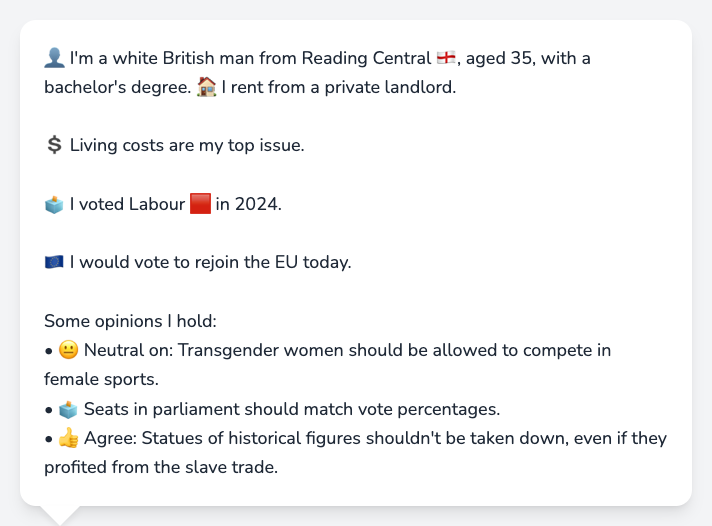 👤 I'm a white British man from Reading Central 🏴󠁧󠁢󠁥󠁮󠁧󠁿, aged 35, with a
bachelor's degree. 🏠 I rent from a private landlord.
💲 Living costs are my top issue.
🗳️ I voted Labour 🟥 in 2024.
🇪🇺 I would vote to rejoin the EU today.
Some opinions I hold:
• 😐 Neutral on: Transgender women should be allowed to compete in
female sports.
• 🗳️ Seats in parliament should match vote percentages.
• 👍 Agree: Statues of historical figures shouldn't be taken down, even if they
profited from the slave trade.